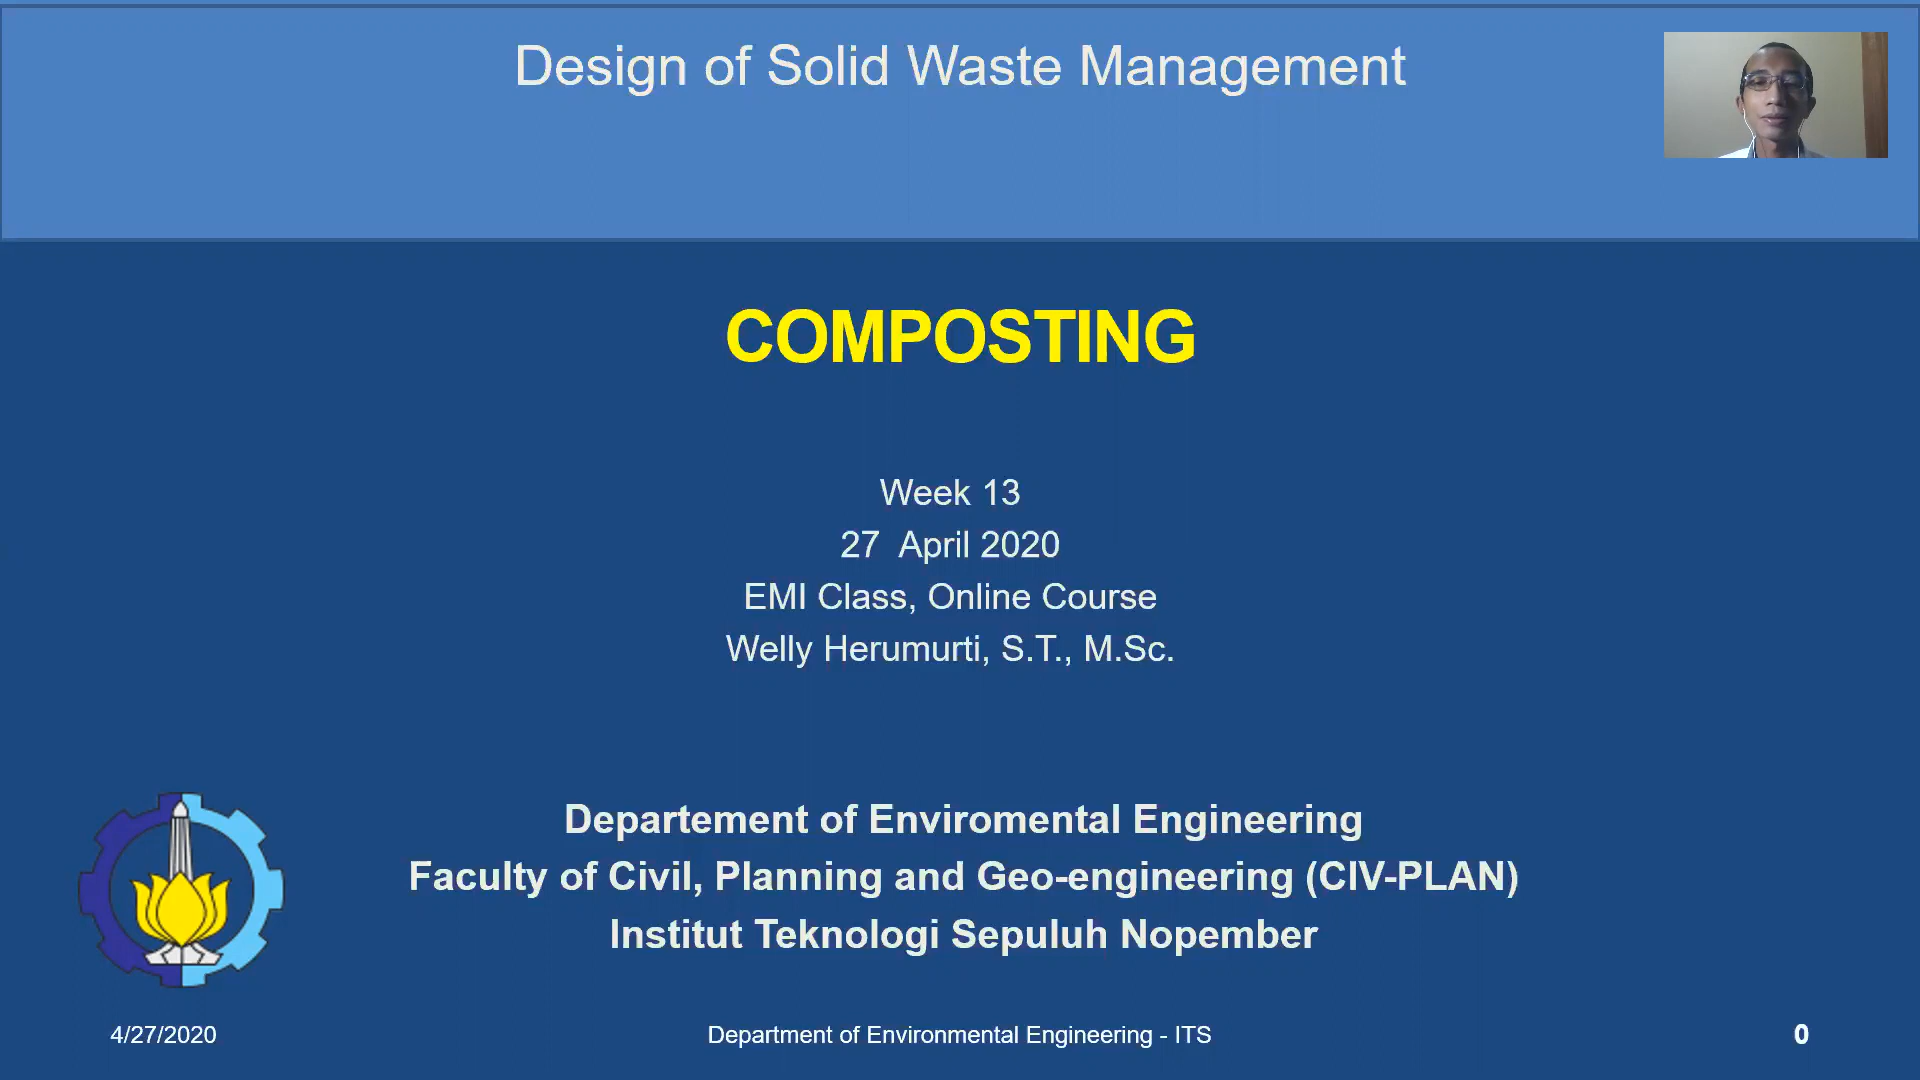 Design of Solid Waste Management
COMPOSTING
Week 13
27 April 2020
EMI Class, Online Course
Welly Herumurti, S.T., M.Sc.
Departement of Enviromental Engineering
Faculty of Civil, Planning and Geo-engineering (CIV-PLAN)
Institut Teknologi Sepuluh Nopember
4/27/2020
Department of Environmental Engineering - ITS
0